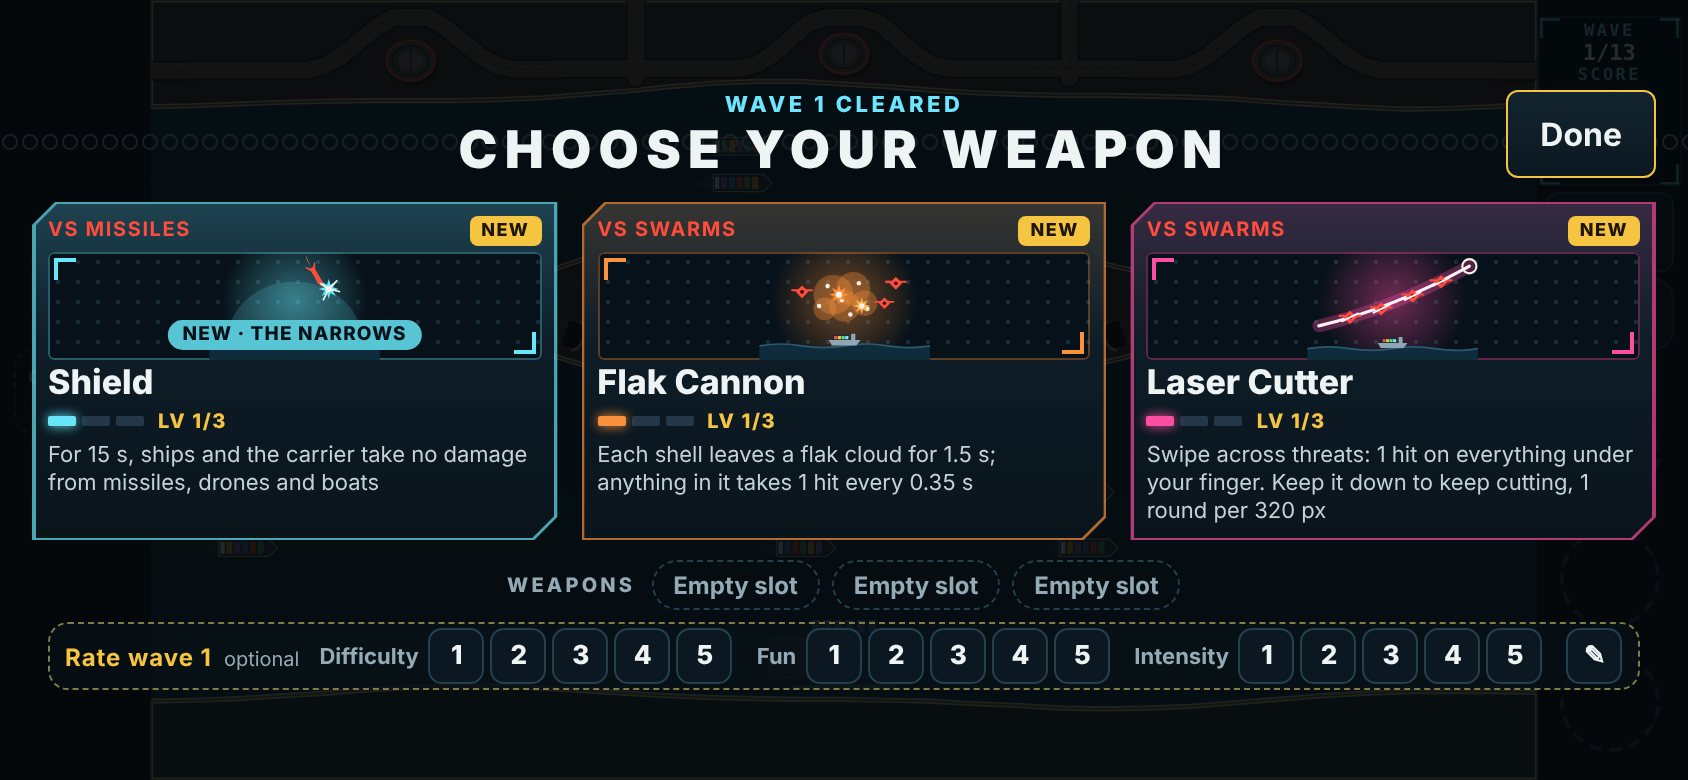 WAVE
1/13
SCORE
WAVE 1 CLEARED
CHOOSE YOUR WEAPON
Done
VS MISSILES
NEW
NEW · THE NARROWS
Shield
LV 1/3
For 15 s, ships and the carrier take no damage
from missiles, drones and boats
VS SWARMS
NEW
Flak Cannon
LV 1/3
Each shell leaves a flak cloud for 1.5 s;
anything in it takes 1 hit every 0.35 s
VS SWARMS
NEW
Laser Cutter
LV 1/3
Swipe across threats: 1 hit on everything under
your finger. Keep it down to keep cutting, 1
round per 320 px
WEAPONS Empty slot Empty slot Empty slot
Rate wave 1 optional Difficulty 1 2 3 4 5 Fun 1 2 3 4 5 Intensity 1 2 3 4 5 ✎